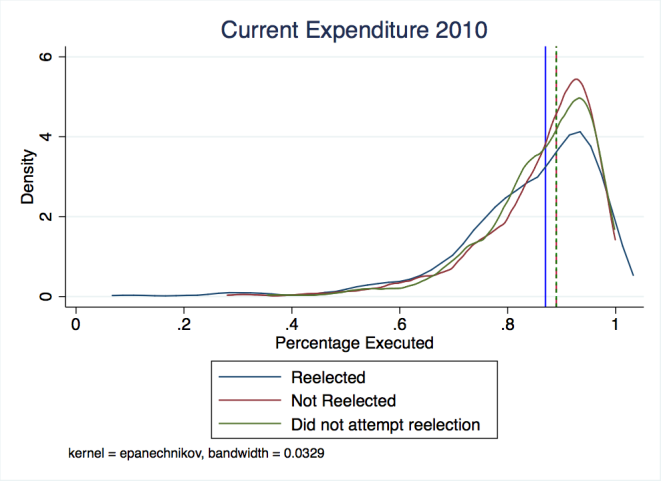 Current Expenditure 2010
Density
6
4
2
0
0 .2 .4 .6 .8 1
Percentage Executed
Reelected
Not Reelected
Did not attempt reelection
kernel = epanechnikov, bandwidth = 0.0329